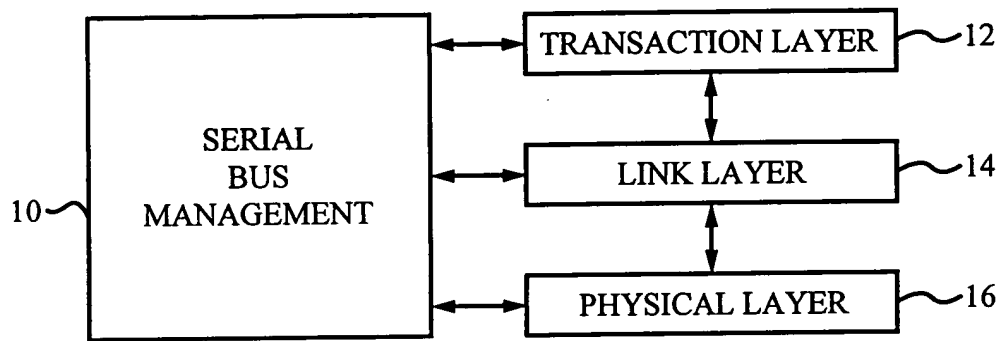 TRANSACTION LAYER
12
SERIAL
BUS
MANAGEMENT
10
LINK LAYER
14
PHYSICAL LAYER
16